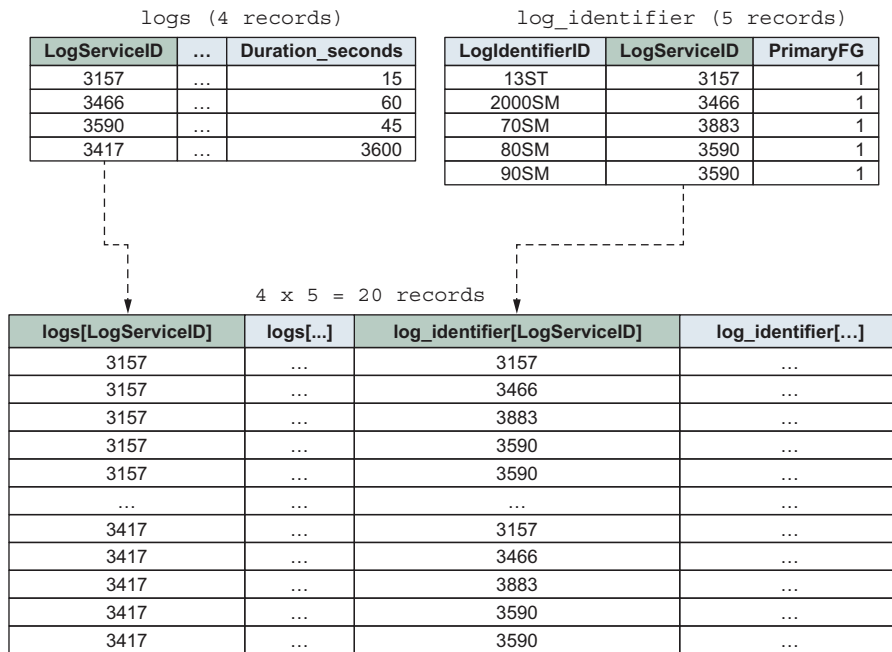 logs (4 records)
LogServiceID … Duration_seconds
3157 … 15
3466 … 60
3590 … 45
3417 … 3600
log_identifier (5 records)
LogIdentifierID LogServiceID PrimaryFG
13ST 3157 1
2000SM 3466 1
70SM 3883 1
80SM 3590 1
90SM 3590 1
4 x 5 = 20 records
logs[LogServiceID] logs[...] log_identifier[LogServiceID] log_identifier[…]
3157 … 3157 …
3157 … 3466 …
3157 … 3883 …
3157 … 3590 …
3157 … 3590 …
… … … …
3417 … 3157 …
3417 … 3466 …
3417 … 3883 …
3417 … 3590 …
3417 … 3590 …